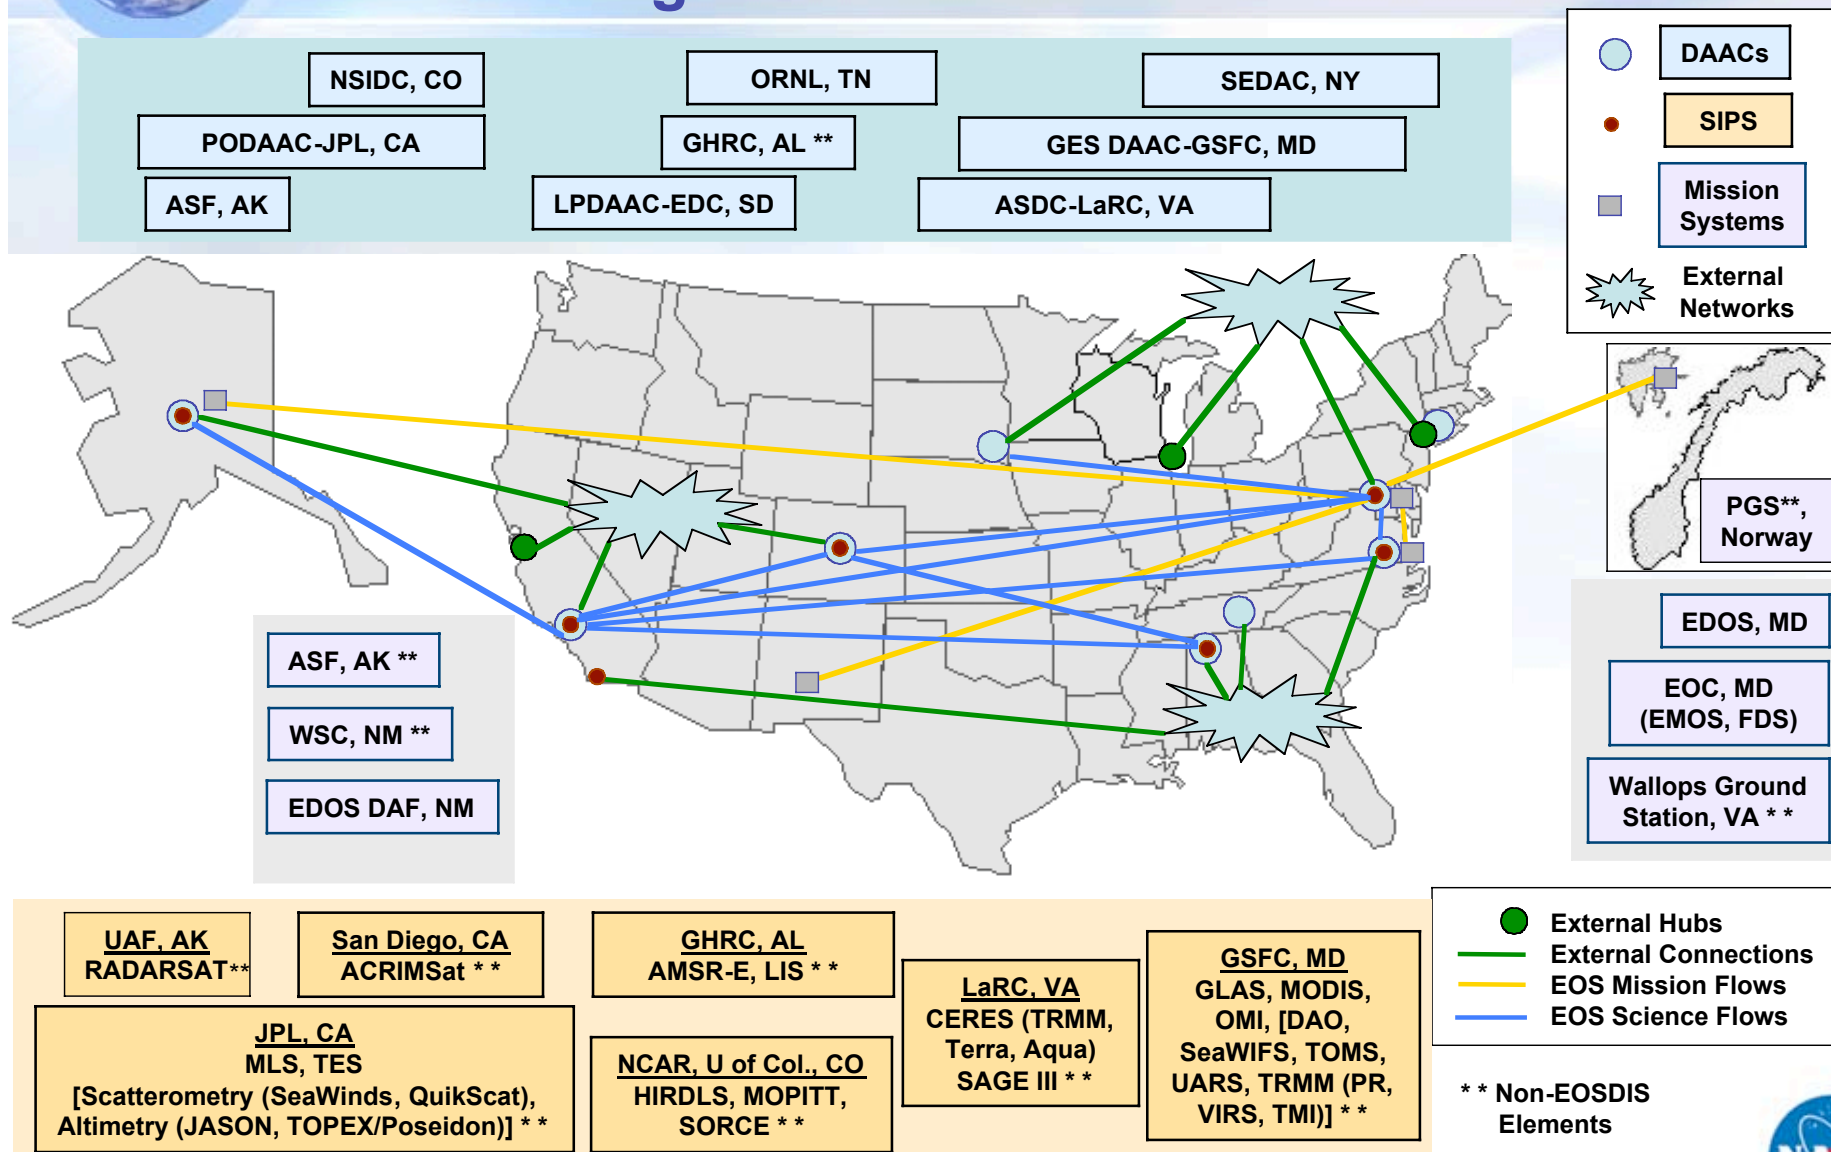 NSIDC, CO
ORNL, TN
SEDAC, NY
PODAAC-JPL, CA
GHRC, AL **
GES DAAC-GSFC, MD
ASF, AK
LPDAAC-EDC, SD
ASDC-LaRC, VA
DAACs
SIPS
Mission
Systems
External
Networks
PGS**,
Norway
ASF, AK **
WSC, NM **
EDOS DAF, NM
EDOS, MD
EOC, MD
(EMOS, FDS)
Wallops Ground
Station, VA * *
UAF, AK
RADARSAT**
San Diego, CA
ACRIMSat * *
GHRC, AL
AMSR-E, LIS * *
JPL, CA
MLS, TES
[Scatterometry (SeaWinds, QuikScat),
Altimetry (JASON, TOPEX/Poseidon)] * *
NCAR, U of Col., CO
HIRDLS, MOPITT,
SORCE * *
LaRC, VA
CERES (TRMM,
Terra, Aqua)
SAGE III * *
GSFC, MD
GLAS, MODIS,
OMI, [DAO,
SeaWIFS, TOMS,
UARS, TRMM (PR,
VIRS, TMI)] * *
External Hubs
External Connections
EOS Mission Flows
EOS Science Flows
* * Non-EOSDIS
Elements